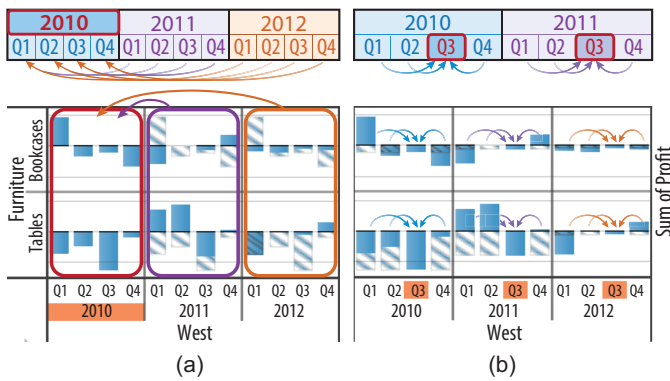 2010 2011 2012
Q1 Q2 Q3 Q4 Q1 Q2 Q3 Q4 Q1 Q2 Q3 Q4
Furniture
Bookcases
Tables
Q1 Q2 Q3 Q4 Q1 Q2 Q3 Q4 Q1 Q2 Q3 Q4
2010 2011 2012
West
(a)
2010 2011
Q1 Q2 Q3 Q4 Q1 Q2 Q3 Q4
Sum of Profit
Q1 Q2 Q3 Q4 Q1 Q2 Q3 Q4 Q1 Q2 Q3 Q4
2010 2011 2012
West
(b)